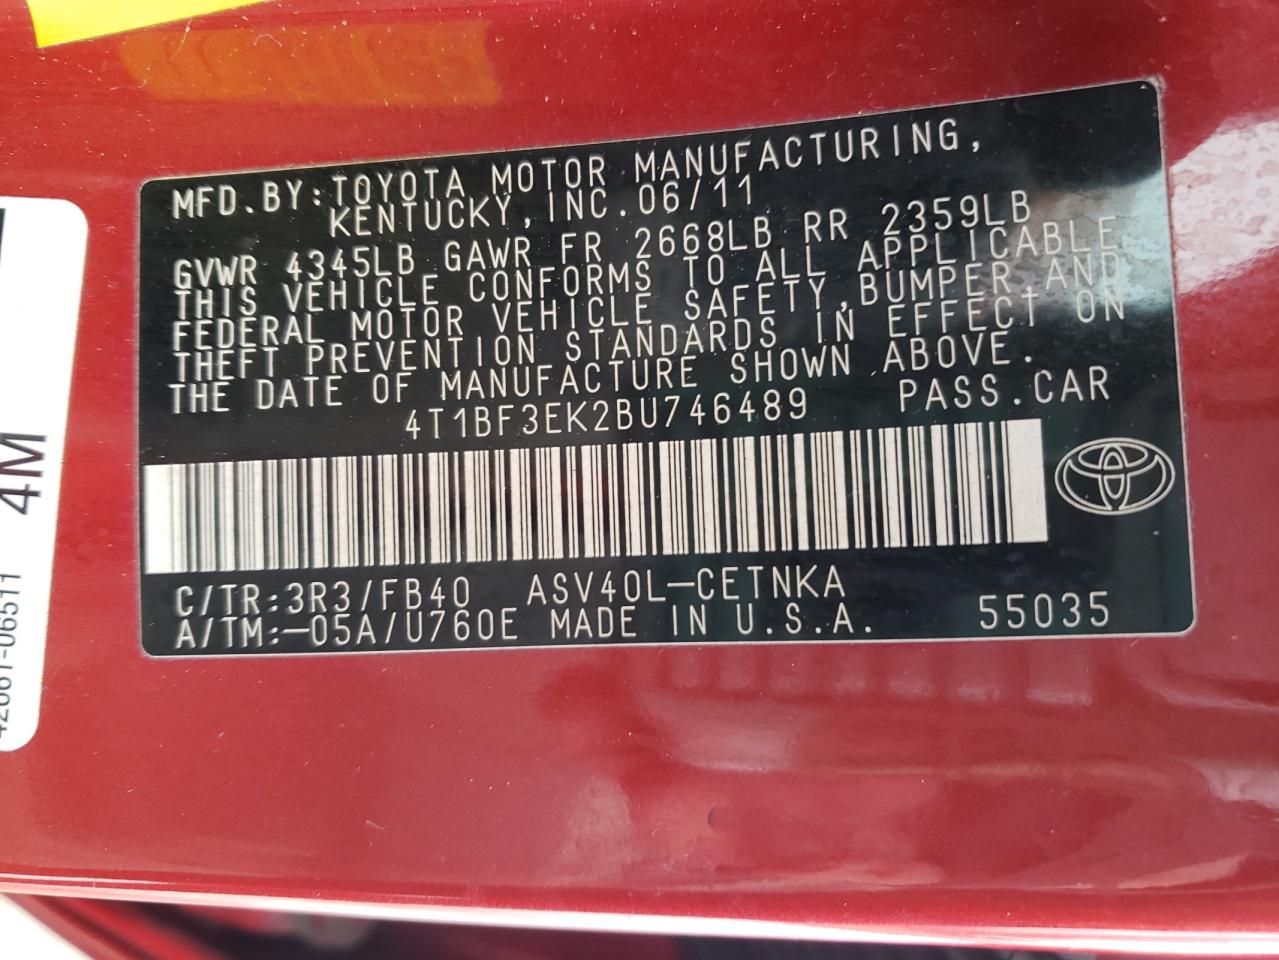 MFD.BY:TOYOTA MOTOR MANUFACTURING,
KENTUCKY,INC.06/11
GVWR 4345LB GAWR FR 2668LB RR 2359LB
THIS VEHICLE CONFORMS TO ALL APPLICABLE
FEDERAL MOTOR VEHICLE SAFETY,BUMPER,AND
THEFT PREVENTION STANDARDS IN EFFECT ON
THE DATE OF MANUFACTURE SHOWN ABOVE.
4T1BF3EK2BU746489 PASS.CAR
C/TR:3R3/FB40 ASV40L-CETNKA
A/TM:-05A/U760E MADE IN U.S.A. 55035
4M